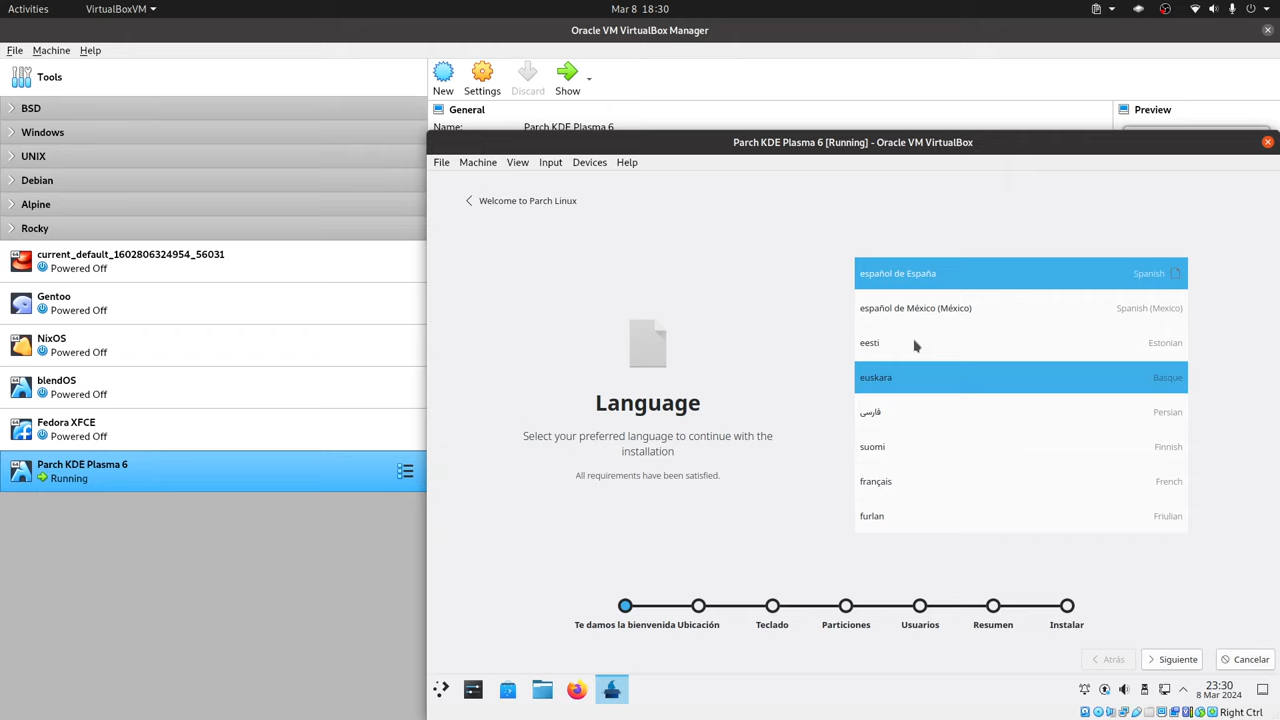 Activities VirtualBoxVM Mar 8 18:30
Oracle VM VirtualBox Manager
File Machine Help
Tools
New Settings Discard Show
BSD
Windows
UNIX
Debian
Alpine
Rocky
current_default_1602806324954_56031
Powered Off
Gentoo
Powered Off
NixOS
Powered Off
blendOS
Powered Off
Fedora XFCE
Powered Off
Parch KDE Plasma 6
Running
General
Preview
Name: Parch KDE Plasma 6
Parch KDE Plasma 6 [Running] - Oracle VM VirtualBox
File Machine View Input Devices Help
Welcome to Parch Linux
Language
Select your preferred language to continue with the
installation
All requirements have been satisfied.
español de España Spanish
español de México (México) Spanish (Mexico)
eesti Estonian
euskara Basque
فارسی Persian
suomi Finnish
français French
furlan Friulian
Te damos la bienvenida Ubicación Teclado Particiones Usuarios Resumen Instalar
Atrás Siguiente Cancelar
23:30
8 Mar 2024
Right Ctrl